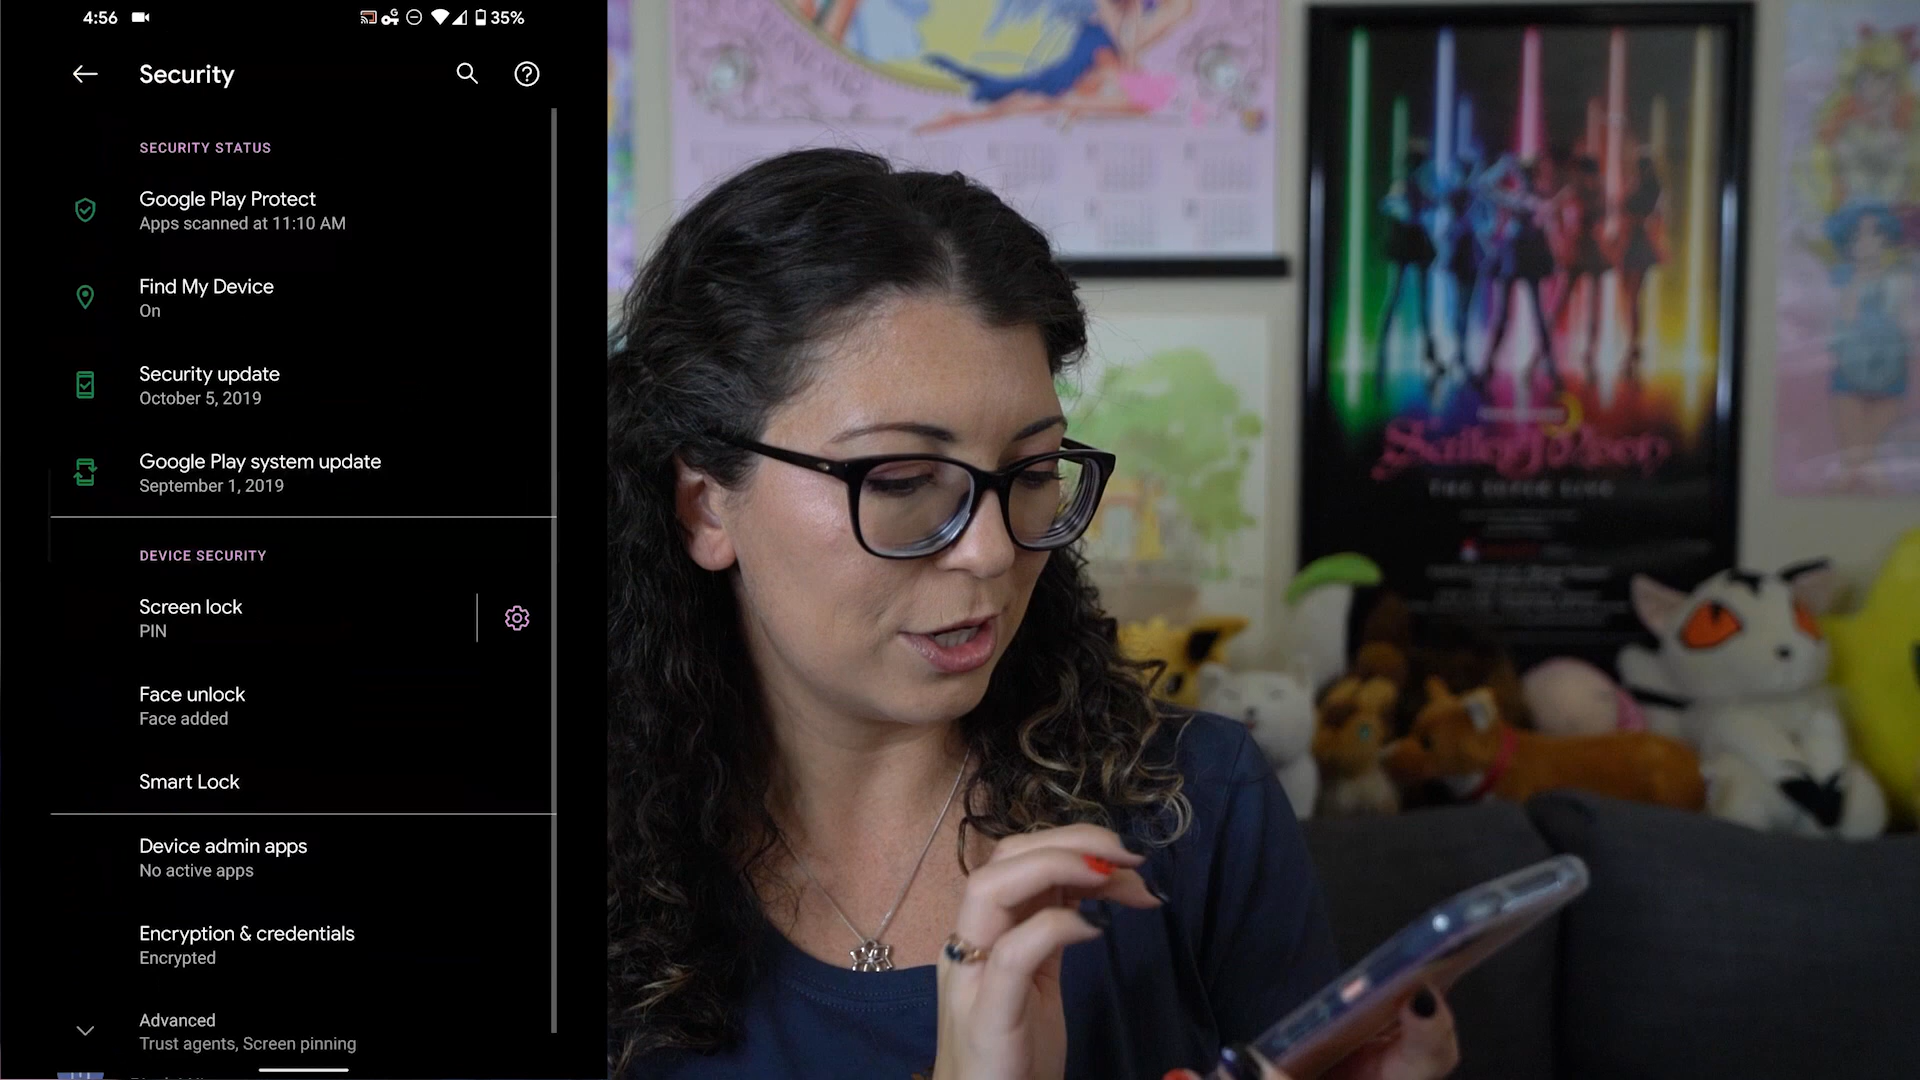 4:56
35%
Security
SECURITY STATUS
Google Play Protect
Apps scanned at 11:10 AM
Find My Device
On
Security update
October 5, 2019
Google Play system update
September 1, 2019
DEVICE SECURITY
Screen lock
PIN
Face unlock
Face added
Smart Lock
Device admin apps
No active apps
Encryption & credentials
Encrypted
Advanced
Trust agents, Screen pinning
Sailor Moon